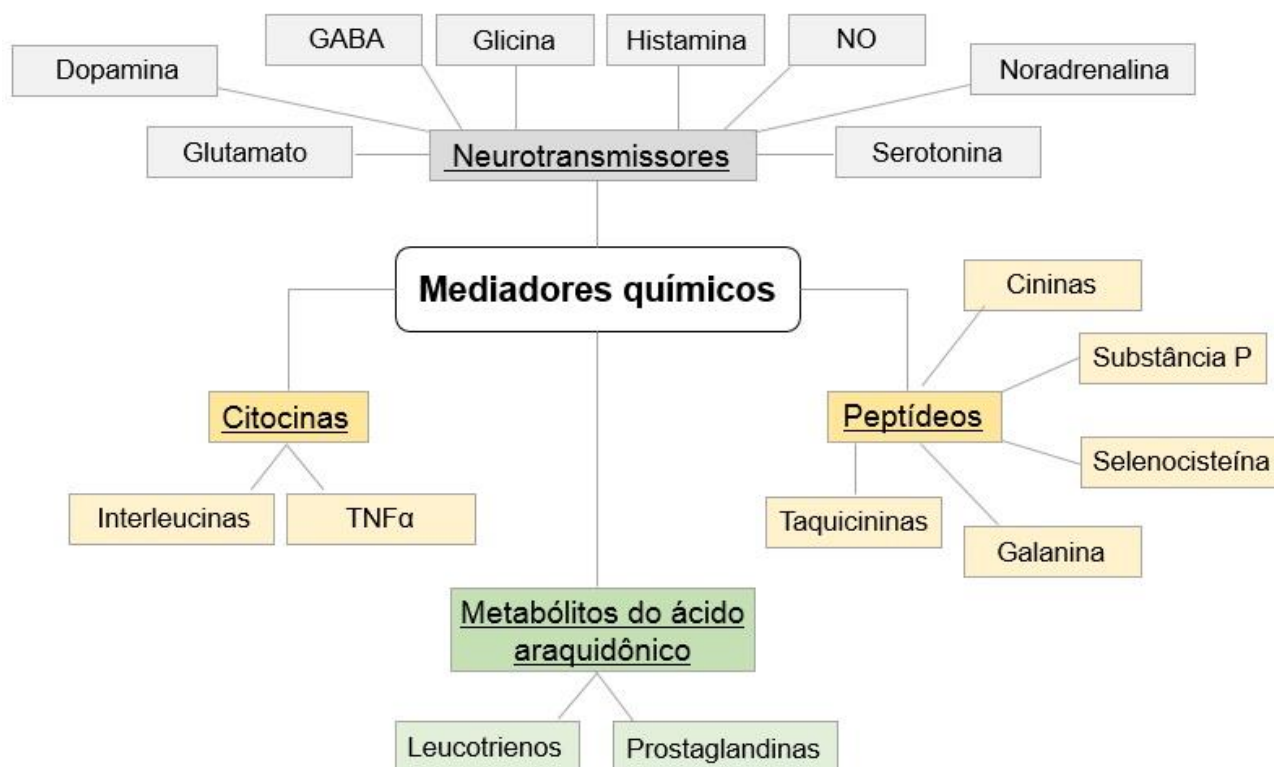 GABA
Glicina
Histamina
NO
Dopamina
Noradrenalina
Glutamato
Neurotransmissores
Serotonina
Mediadores químicos
Cininas
Substância P
Citocinas
Peptídeos
Selenocisteína
Interleucinas
TNFα
Taquicininas
Galanina
Metabólitos do ácido
araquidônico
Leucotrienos
Prostaglandinas